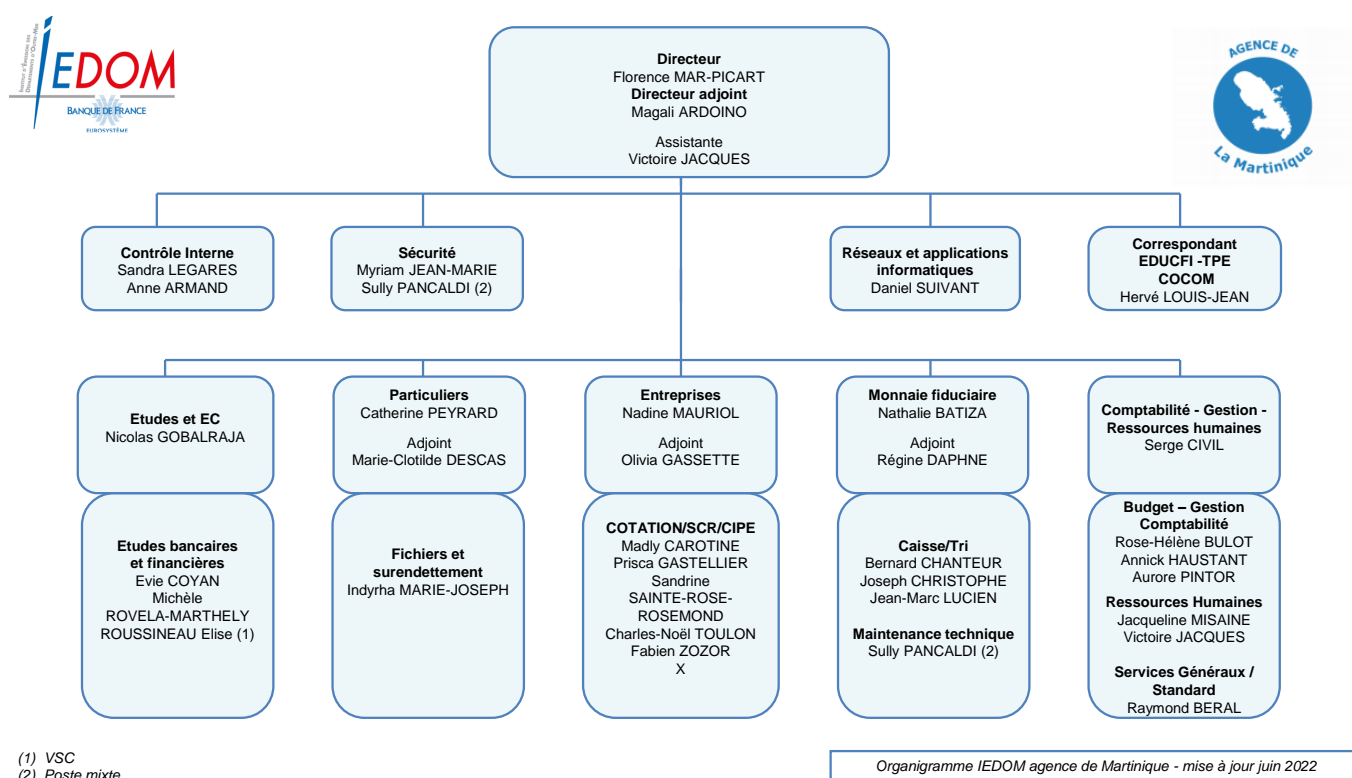 INSTITUT D'ÉMISSION DES
DÉPARTEMENTS D'OUTRE-MER
IEDOM
BANQUE DE FRANCE
EUROSYSTÈME
AGENCE DE
La Martinique
Directeur
Florence MAR-PICART
Directeur adjoint
Magali ARDOINO
Assistante
Victoire JACQUES
Contrôle Interne
Sandra LEGARES
Anne ARMAND
Sécurité
Myriam JEAN-MARIE
Sully PANCALDI (2)
Réseaux et applications
informatiques
Daniel SUIVANT
Correspondant
EDUCFI -TPE
COCOM
Hervé LOUIS-JEAN
Etudes et EC
Nicolas GOBALRAJA
Particuliers
Catherine PEYRARD
Adjoint
Marie-Clotilde DESCAS
Entreprises
Nadine MAURIOL
Adjoint
Olivia GASSETTE
Monnaie fiduciaire
Nathalie BATIZA
Adjoint
Régine DAPHNE
Comptabilité - Gestion -
Ressources humaines
Serge CIVIL
Etudes bancaires
et financières
Evie COYAN
Michèle
ROVELA-MARTHELY
ROUSSINEAU Elise (1)
Fichiers et
surendettement
Indyrha MARIE-JOSEPH
COTATION/SCR/CIPE
Madly CAROTINE
Prisca GASTELLIER
Sandrine
SAINTE-ROSE-
ROSEMOND
Charles-Noël TOULON
Fabien ZOZOR
X
Caisse/Tri
Bernard CHANTEUR
Joseph CHRISTOPHE
Jean-Marc LUCIEN
Maintenance technique
Sully PANCALDI (2)
Budget – Gestion
Comptabilité
Rose-Hélène BULOT
Annick HAUSTANT
Aurore PINTOR
Ressources Humaines
Jacqueline MISAINE
Victoire JACQUES
Services Généraux /
Standard
Raymond BERAL
(1) VSC
(2) Poste mixte
Organigramme IEDOM agence de Martinique - mise à jour juin 2022